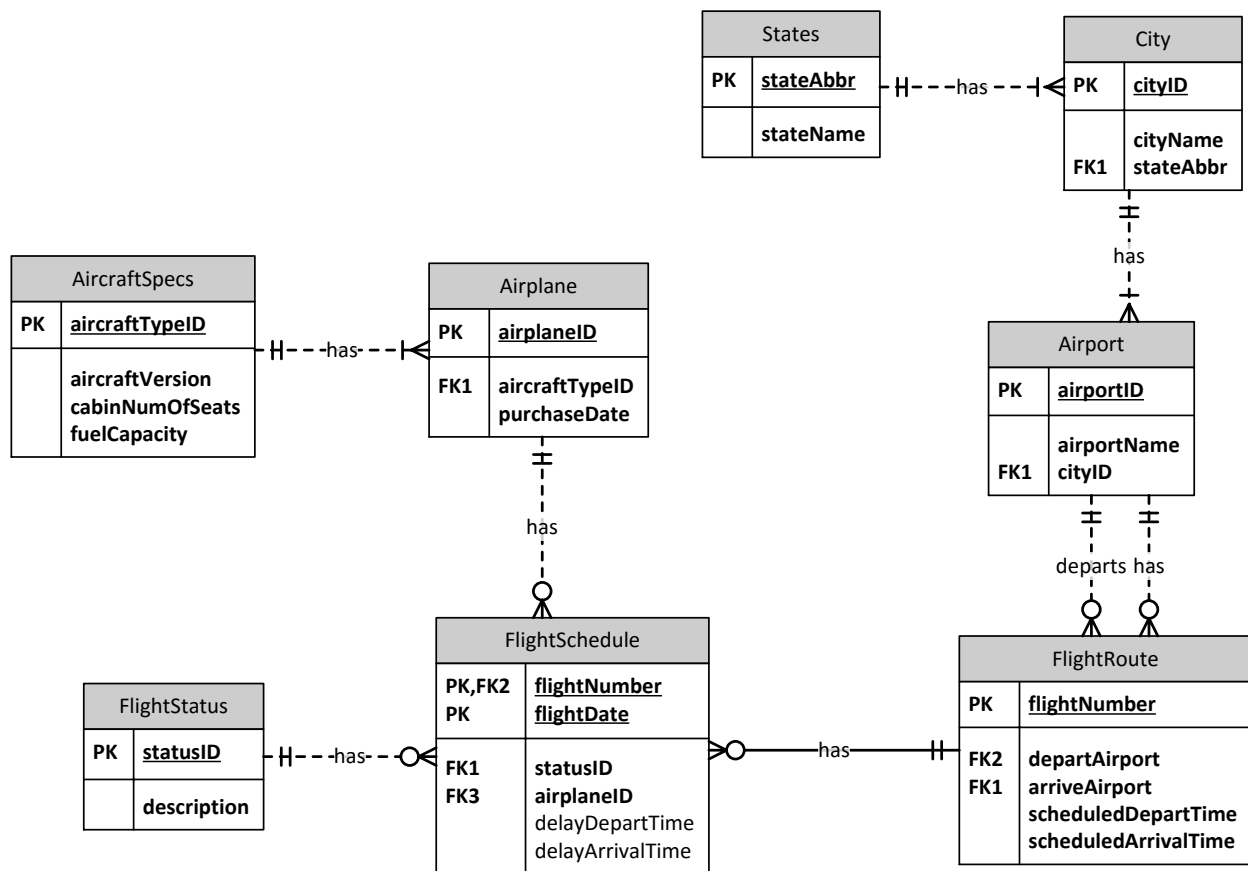 States
PK stateAbbr
stateName
has
City
PK cityID
cityName
FK1 stateAbbr
has
AircraftSpecs
PK aircraftTypeID
aircraftVersion
cabinNumOfSeats
fuelCapacity
has
Airplane
PK airplaneID
FK1 aircraftTypeID
purchaseDate
has
Airport
PK airportID
airportName
FK1 cityID
departs has
FlightStatus
PK statusID
description
has
FlightSchedule
PK,FK2 flightNumber
PK flightDate
FK1 statusID
FK3 airplaneID
delayDepartTime
delayArrivalTime
has
FlightRoute
PK flightNumber
FK2 departAirport
FK1 arriveAirport
scheduledDepartTime
scheduledArrivalTime